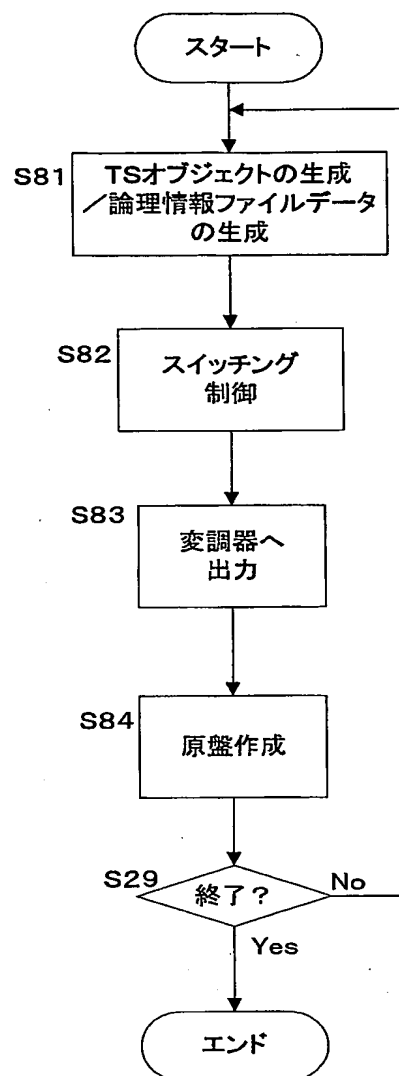 スタート
S81
TSオブジェクトの生成
／論理情報ファイルデータ
の生成
S82
スイッチング
制御
S83
変調器へ
出力
S84
原盤作成
S29
終了？
No
Yes
エンド